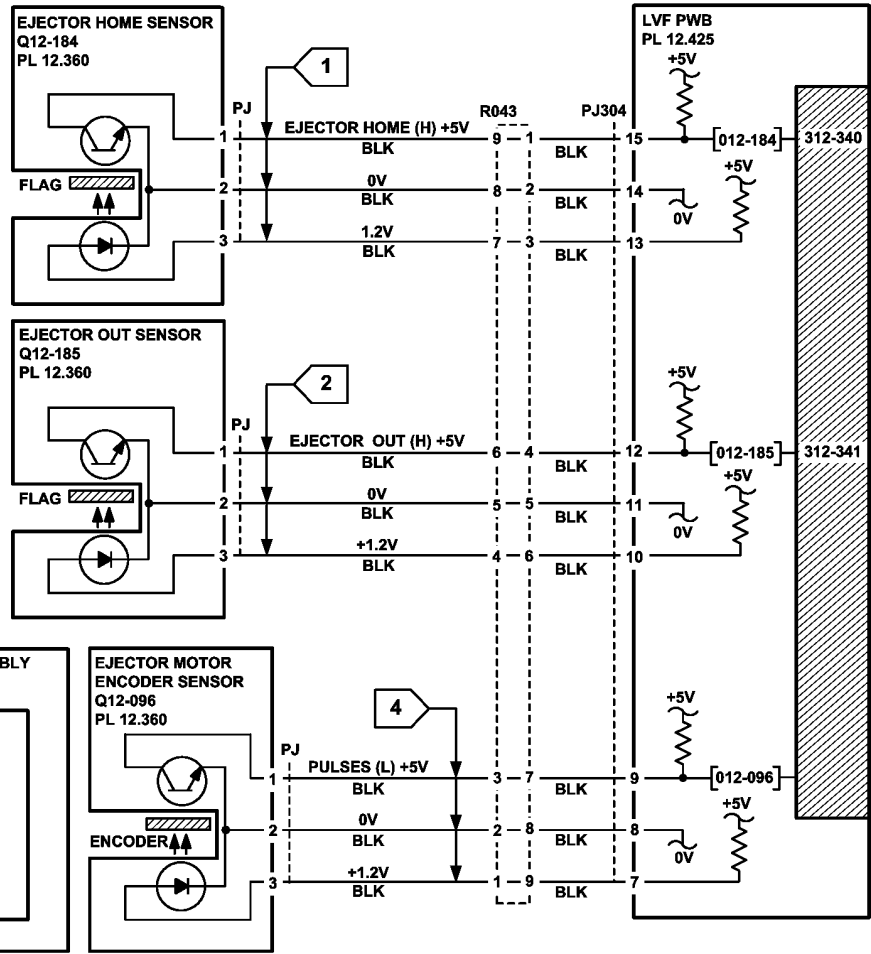 EJECTOR HOME SENSOR
Q12-184
PL 12.360
FLAG
1
2
3
PJ
1
EJECTOR HOME (H) +5V
BLK
0V
BLK
1.2V
BLK
R043
9 1
8 2
7 3
BLK
BLK
BLK
PJ304
15
14
13
LVF PWB
PL 12.425
+5V
012-184
312-340
+5V
0V
EJECTOR OUT SENSOR
Q12-185
PL 12.360
FLAG
1
2
3
PJ
2
EJECTOR OUT (H) +5V
BLK
0V
BLK
+1.2V
BLK
6 4
5 5
4 6
BLK
BLK
BLK
12
11
10
+5V
012-185
312-341
+5V
0V
BLY
EJECTOR MOTOR
ENCODER SENSOR
Q12-096
PL 12.360
ENCODER
1
2
3
PJ
4
PULSES (L) +5V
BLK
0V
BLK
+1.2V
BLK
3 7
2 8
1 9
BLK
BLK
BLK
9
8
7
+5V
012-096
+5V
0V